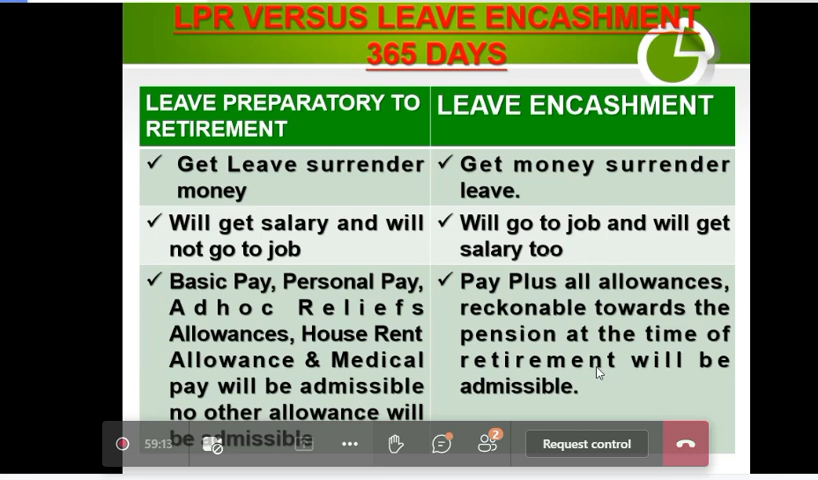 LPR VERSUS LEAVE ENCASHMENT
365 DAYS
LEAVE PREPARATORY TO
RETIREMENT
LEAVE ENCASHMENT
✓ Get Leave surrender
money
✓ Get money surrender
leave.
✓ Will get salary and will
not go to job
✓ Will go to job and will get
salary too
✓ Basic Pay, Personal Pay,
Adhoc Reliefs
Allowances, House Rent
Allowance & Medical
pay will be admissible
no other allowance will
be admissible
✓ Pay Plus all allowances,
reckonable towards the
pension at the time of
retirement will be
admissible.
59:13
2
Request control